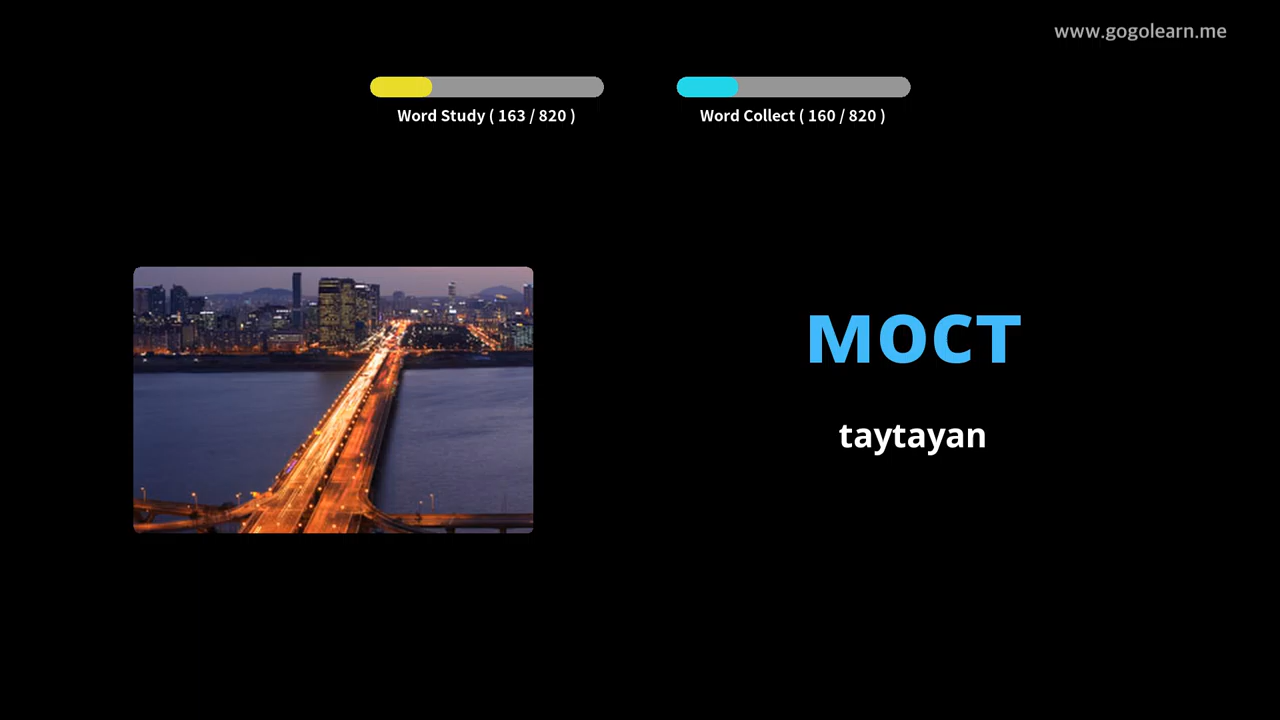 www.gogolearn.me
Word Study ( 163 / 820 )
Word Collect ( 160 / 820 )
мост
taytayan